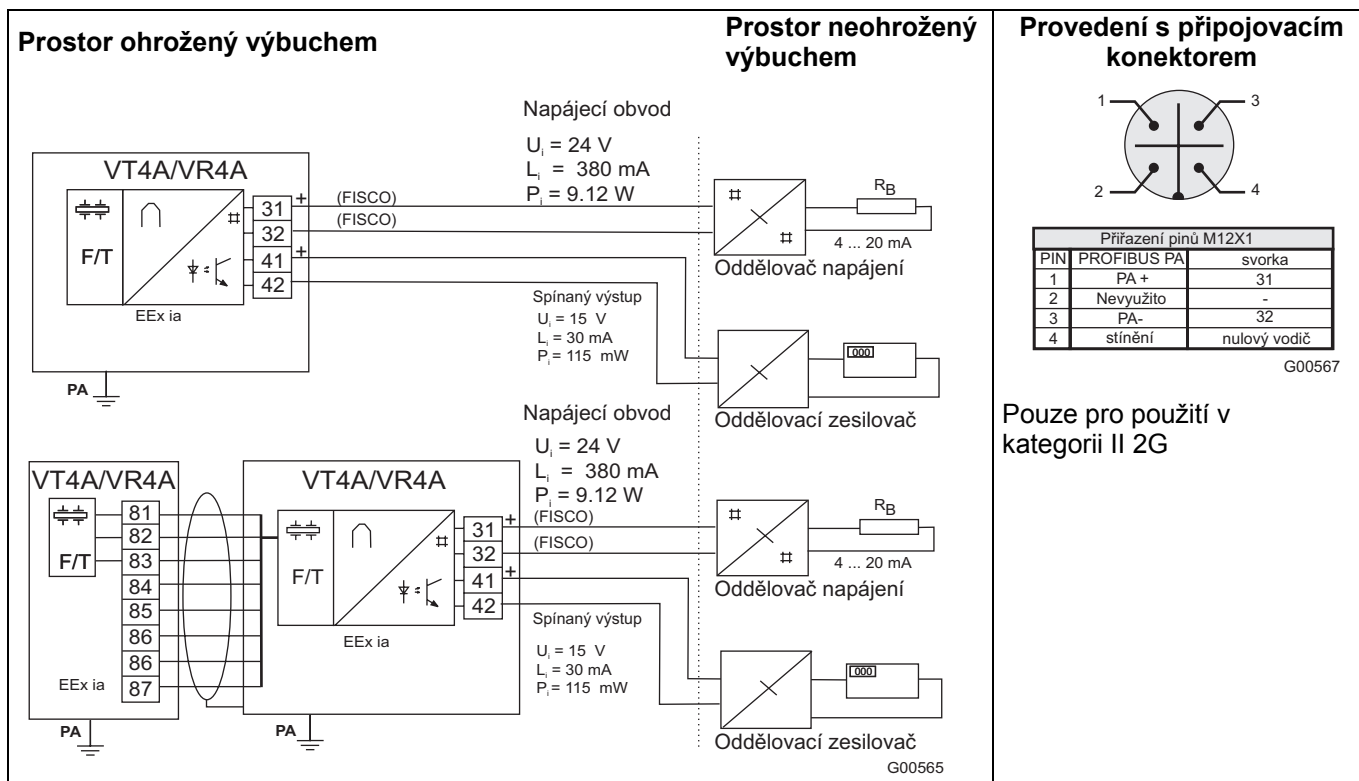 Prostor ohrožený výbuchem
Prostor neohrožený
výbuchem
Napájecí obvod
Ui = 24 V
Li = 380 mA
Pi = 9.12 W
VT4A/VR4A
F/T
31
32
41
42
+
+
(FISCO)
(FISCO)
EEx ia
PA
RB
4 ... 20 mA
Oddělovač napájení
Spínaný výstup
Ui = 15 V
Li = 30 mA
Pi = 115 mW
000
Oddělovací zesilovač
Napájecí obvod
Ui = 24 V
Li = 380 mA
Pi = 9.12 W
VT4A/VR4A
F/T
81
82
83
84
85
86
86
87
EEx ia
PA
VT4A/VR4A
F/T
31
32
41
42
+
+
(FISCO)
(FISCO)
EEx ia
PA
RB
4 ... 20 mA
Oddělovač napájení
Spínaný výstup
Ui = 15 V
Li = 30 mA
Pi = 115 mW
000
Oddělovací zesilovač
G00565
Provedení s připojovacím
konektorem
1
3
2
4
Přiřazení pinů M12X1
PIN PROFIBUS PA svorka
1 PA + 31
2 Nevyužito -
3 PA- 32
4 stínění nulový vodič
G00567
Pouze pro použití v
kategorii II 2G